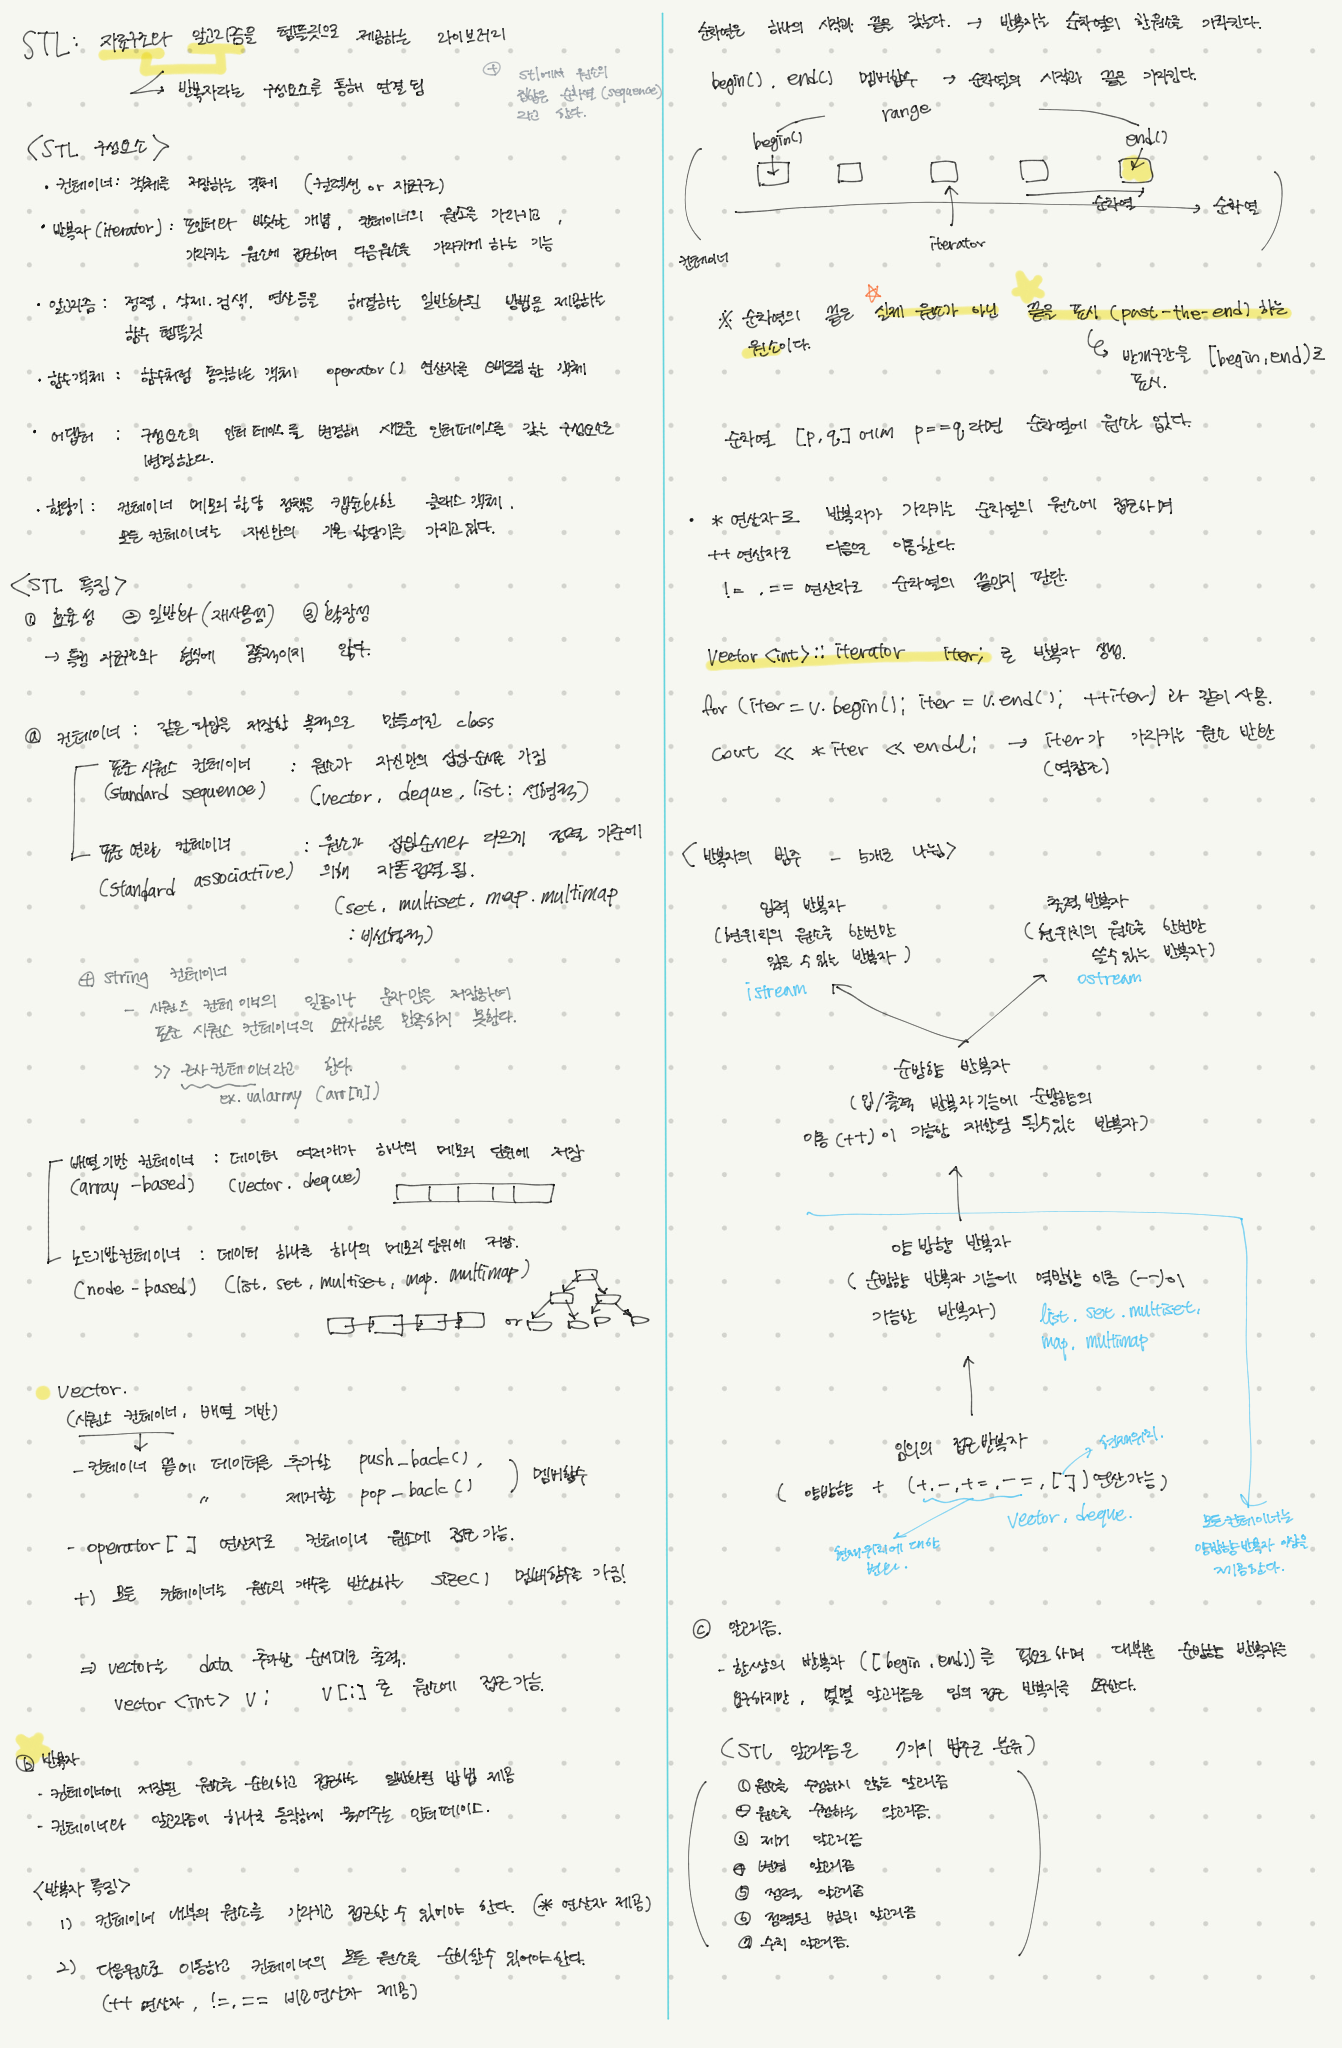 STL: 자료구조와 알고리즘을 템플릿으로 제공하는 라이브러리
반복자라는 구성요소를 통해 연결 됨
+ stl에서 원소의
집합은 순차열 (sequence)
라고 한다.
<STL 구성요소>
• 컨테이너: 객체를 저장하는 객체 (컬렉션 or 자료구조)
• 반복자 (iterator) : 포인터와 비슷한 개념, 컨테이너의 원소를 가리키고,
가리키는 원소에 접근하여 다음원소를 가리키게 하는 기능
• 알고리즘 : 정렬, 삭제, 검색, 연산 등을 해결하는 일반화된 방법을 제공하는
함수 템플릿
• 함수 객체 : 함수처럼 동작하는 객체 operator() 연산자를 오버로딩 한 객체
• 어댑터 : 구성요소의 인터페이스를 변경해 새로운 인터페이스를 갖는 구성요소로
변경한다.
• 할당기 : 컨테이너 메모리 할당 정책을 캡슐화한 클래스 객체.
모든 컨테이너는 자신만의 기본 할당기를 가지고 있다.
<STL 특징>
① 효율성 ② 일반화 (재사용성) ③ 확장성
→ 특정 자료구조와 형식에 종속적이지 않다.
ⓐ 컨테이너 : 같은 타입을 저장할 목적으로 만들어진 class
표준 시퀀스 컨테이너 : 원소가 자신만의 삽입순서를 가짐
(standard sequence) (vector, deque, list : 선형적)
표준 연관 컨테이너 : 원소가 삽입순서와 다르게 정렬 기준에
(standard associative) 의해 자동정렬 됨.
(set, multiset, map, multimap
: 비선형적)
⊕ string 컨테이너
- 시퀀스 컨테이너의 일종이나 문자만을 저장하여
표준 시퀀스 컨테이너의 요구사항을 만족하지 못한다.
>> 근사 컨테이너라고 한다.
ex. valarray (arr[n])
배열 기반 컨테이너 : 데이터 여러개가 하나의 메모리 단위에 저장
(array - based) (vector, deque)
노드기반컨테이너 : 데이터 하나를 하나의 메모리 단위에 저장.
(node - based) (list, set, multiset, map, multimap)
or
vector.
(시퀀스 컨테이너, 배열 기반)
- 컨테이너 끝에 데이터를 추가할 push_back(),
〃 제거할 pop_back() ) 멤버함수
- operator [ ] 연산자로 컨테이너 원소에 접근 가능.
+) 모든 컨테이너는 원소의 개수를 반환하는 size() 멤버함수를 가짐!
⇒ vector는 data 추가한 순서대로 출력.
vector <int> v; v[i] 로 원소에 접근 가능.
ⓑ 반복자
- 컨테이너에 저장된 원소를 순회하고 접근하는 일반화된 방법 제공
- 컨테이너와 알고리즘이 하나로 동작하게 묶어주는 인터페이스.
<반복자 특징>
1) 컨테이너 내부의 원소를 가리키고 접근할 수 있어야 한다. (* 연산자 제공)
2) 다음원소로 이동하고 컨테이너의 모든 원소를 순회할수 있어야한다.
(++ 연산자, !=, == 비교연산자 제공)
순차열은 하나의 시작과 끝을 갖는다. → 반복자는 순차열의 한 원소를 가리킨다.
begin(), end() 멤버함수 → 순차열의 시작과 끝을 가리킨다.
range
begin() end()
순차열
순차열
iterator
컨테이너
※ 순차열의 끝은 실제 원소가 아닌 끝을 표시 (past-the-end) 하는
원소이다.
반개구간을 [begin, end)로
표시.
순차열 [p, q] 에서 p == q 라면 순차열에 원소는 없다.
• * 연산자로 반복자가 가리키는 순차열의 원소에 접근하며
++ 연산자로 다음으로 이동한다.
!= , == 연산자로 순차열의 끝인지 판단.
vector <int> :: iterator iter; 로 반복자 생성.
for (iter = v. begin(); iter = v.end(); ++iter) 라 같이 사용.
cout << *iter << endl; → iter가 가리키는 원소 반환
(역참조)
<반복자의 범주 - 5개로 나뉨>
입력 반복자
(현위치의 원소를 한번만
읽을 수 있는 반복자)
istream
출력 반복자
(현위치의 원소를 한번만
쓸수 있는 반복자)
ostream
순방향 반복자
(입/출력 반복자 기능에 순방향의
이동 (++) 이 가능한 재할당 될수있는 반복자)
양방향 반복자
(순방향 반복자 기능에 역방향 이동 (--)이
가능한 반복자)
list, set, multiset,
map, multimap
임의의 접근 반복자
현재위치.
(양방향 + (+, -, +=, -=, [ ]) 연산가능)
vector, deque.
현재위치에 대한
모든컨테이너는
양방향반복자 이상을
제공한다.
ⓒ 알고리즘.
- 한쌍의 반복자 ([begin, end)) 를 필요로 하며 대부분 순방향 반복자를
요구하지만, 몇몇 알고리즘은 임의 접근 반복자를 요구한다.
(STL 알고리즘은 7가지 범주로 분류)
① 원소를 수정하지 않는 알고리즘
② 원소를 수정하는 알고리즘.
③ 제거 알고리즘
④ 변경 알고리즘
⑤ 정렬 알고리즘
⑥ 정렬된 범위 알고리즘
⑦ 수치 알고리즘.